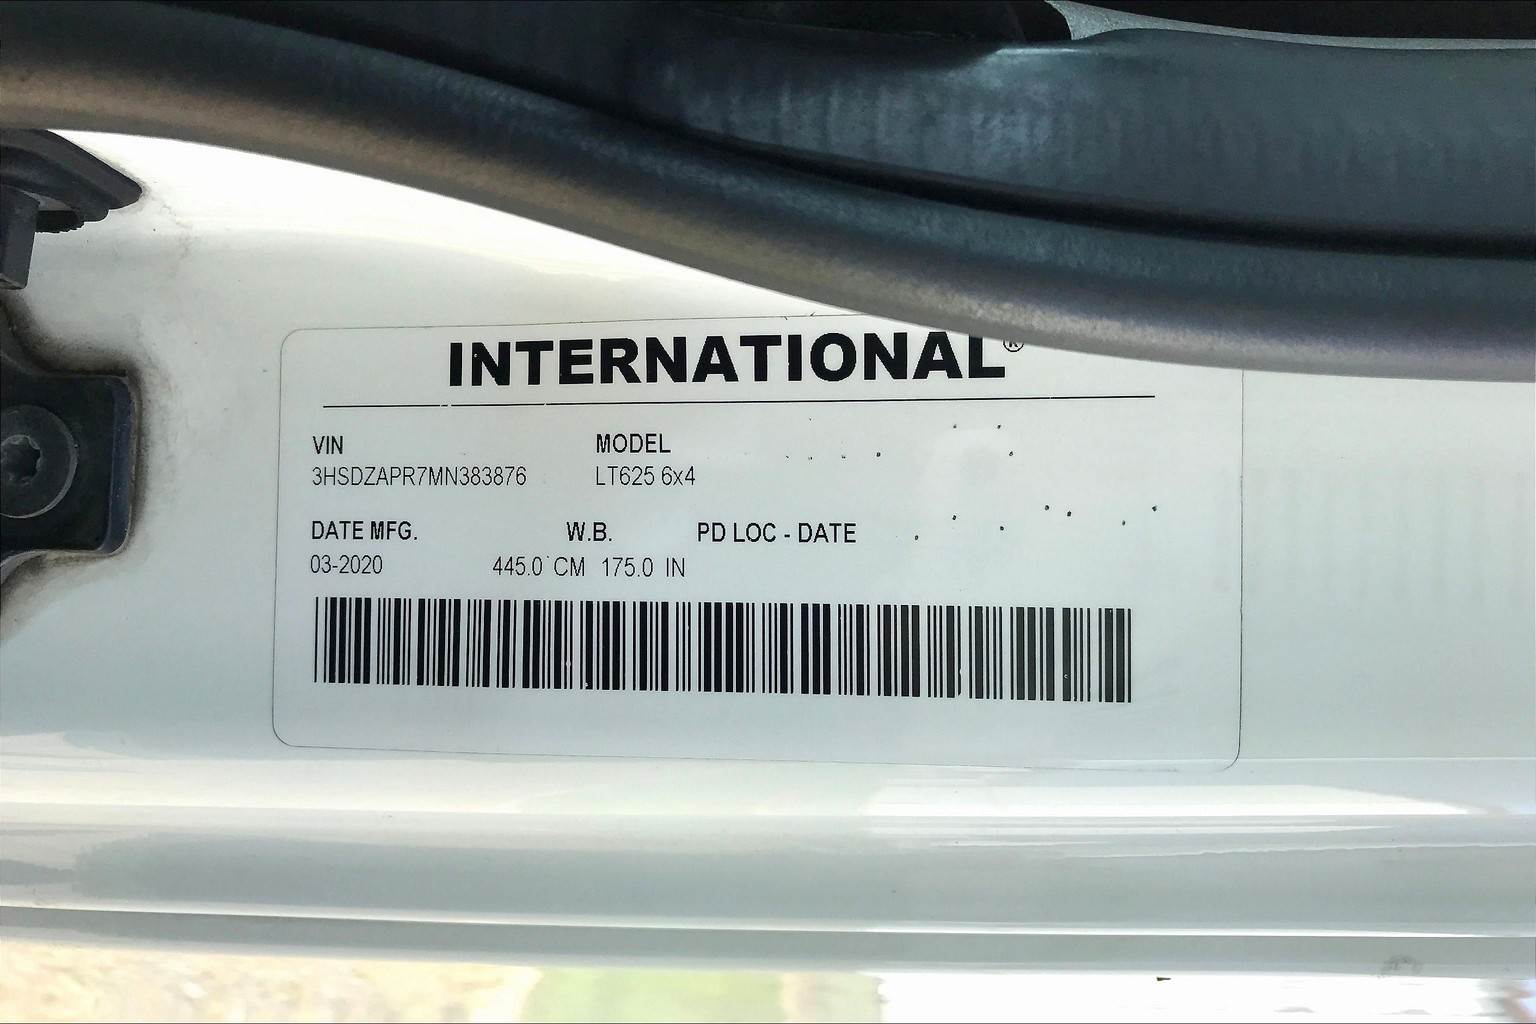 INTERNATIONAL®
VIN MODEL
3HSDZAPR7MN383876 LT625 6x4
DATE MFG. W.B. PD LOC - DATE
03-2020 445.0 CM 175.0 IN